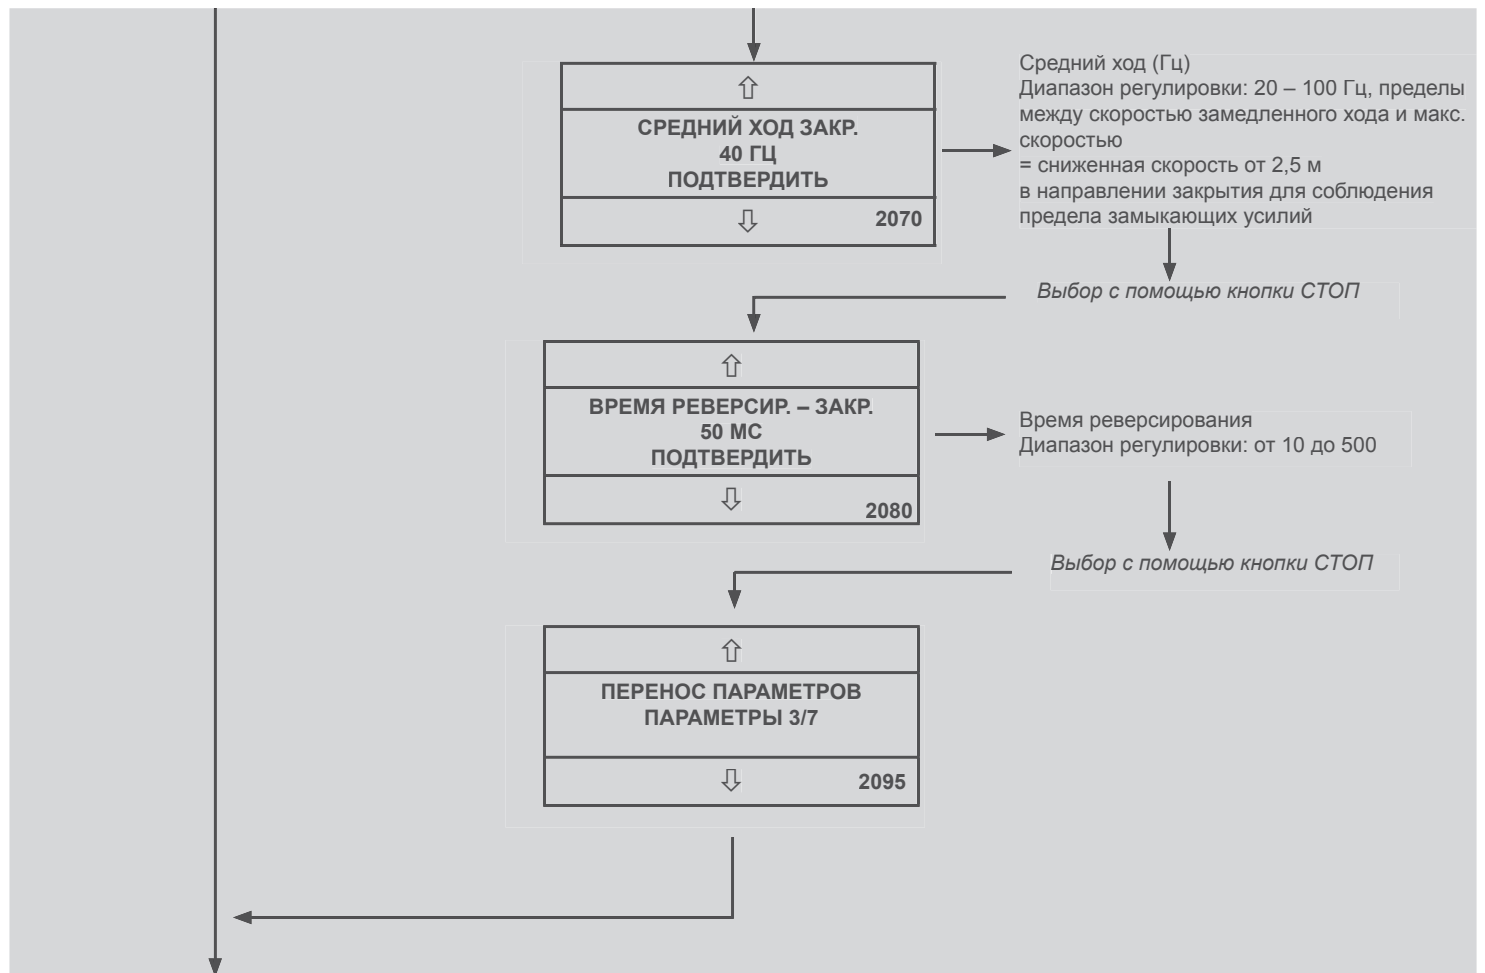 ⇧
СРЕДНИЙ ХОД ЗАКР.
40 ГЦ
ПОДТВЕРДИТЬ
⇩ 2070
Средний ход (Гц)
Диапазон регулировки: 20 – 100 Гц, пределы
между скоростью замедленного хода и макс.
скоростью
= сниженная скорость от 2,5 м
в направлении закрытия для соблюдения
предела замыкающих усилий
Выбор с помощью кнопки СТОП
⇧
ВРЕМЯ РЕВЕРСИР. – ЗАКР.
50 МС
ПОДТВЕРДИТЬ
⇩ 2080
Время реверсирования
Диапазон регулировки: от 10 до 500
Выбор с помощью кнопки СТОП
⇧
ПЕРЕНОС ПАРАМЕТРОВ
ПАРАМЕТРЫ 3/7
⇩ 2095